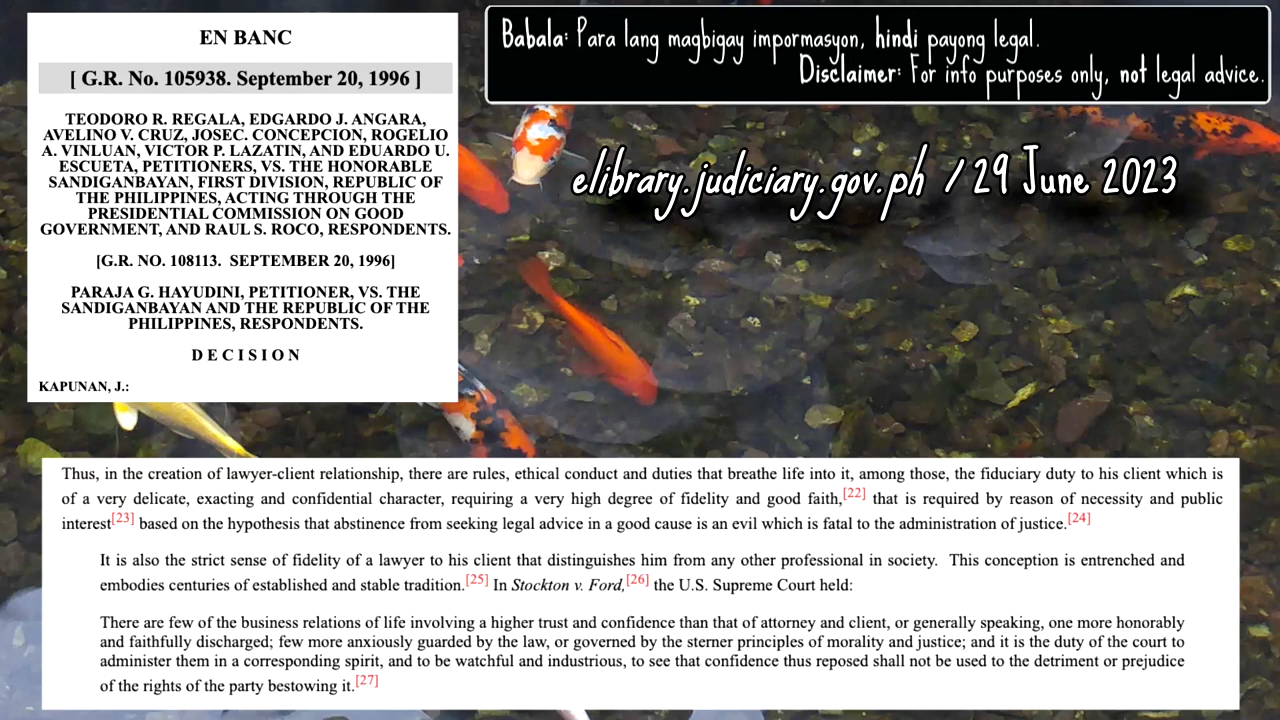 EN BANC
[ G.R. No. 105938. September 20, 1996 ]
TEODORO R. REGALA, EDGARDO J. ANGARA,
AVELINO V. CRUZ, JOSEC. CONCEPCION, ROGELIO
A. VINLUAN, VICTOR P. LAZATIN, AND EDUARDO U.
ESCUETA, PETITIONERS, VS. THE HONORABLE
SANDIGANBAYAN, FIRST DIVISION, REPUBLIC OF
THE PHILIPPINES, ACTING THROUGH THE
PRESIDENTIAL COMMISSION ON GOOD
GOVERNMENT, AND RAUL S. ROCO, RESPONDENTS.
[G.R. NO. 108113. SEPTEMBER 20, 1996]
PARAJA G. HAYUDINI, PETITIONER, VS. THE
SANDIGANBAYAN AND THE REPUBLIC OF THE
PHILIPPINES, RESPONDENTS.
D E C I S I O N
KAPUNAN, J.:
Babala: Para lang magbigay impormasyon, hindi payong legal.
Disclaimer: For info purposes only, not legal advice.
elibrary.judiciary.gov.ph / 29 June 2023
Thus, in the creation of lawyer-client relationship, there are rules, ethical conduct and duties that breathe life into it, among those, the fiduciary duty to his client which is
of a very delicate, exacting and confidential character, requiring a very high degree of fidelity and good faith,[22] that is required by reason of necessity and public
interest[23] based on the hypothesis that abstinence from seeking legal advice in a good cause is an evil which is fatal to the administration of justice.[24]
It is also the strict sense of fidelity of a lawyer to his client that distinguishes him from any other professional in society. This conception is entrenched and
embodies centuries of established and stable tradition.[25] In Stockton v. Ford,[26] the U.S. Supreme Court held:
There are few of the business relations of life involving a higher trust and confidence than that of attorney and client, or generally speaking, one more honorably
and faithfully discharged; few more anxiously guarded by the law, or governed by the sterner principles of morality and justice; and it is the duty of the court to
administer them in a corresponding spirit, and to be watchful and industrious, to see that confidence thus reposed shall not be used to the detriment or prejudice
of the rights of the party bestowing it.[27]